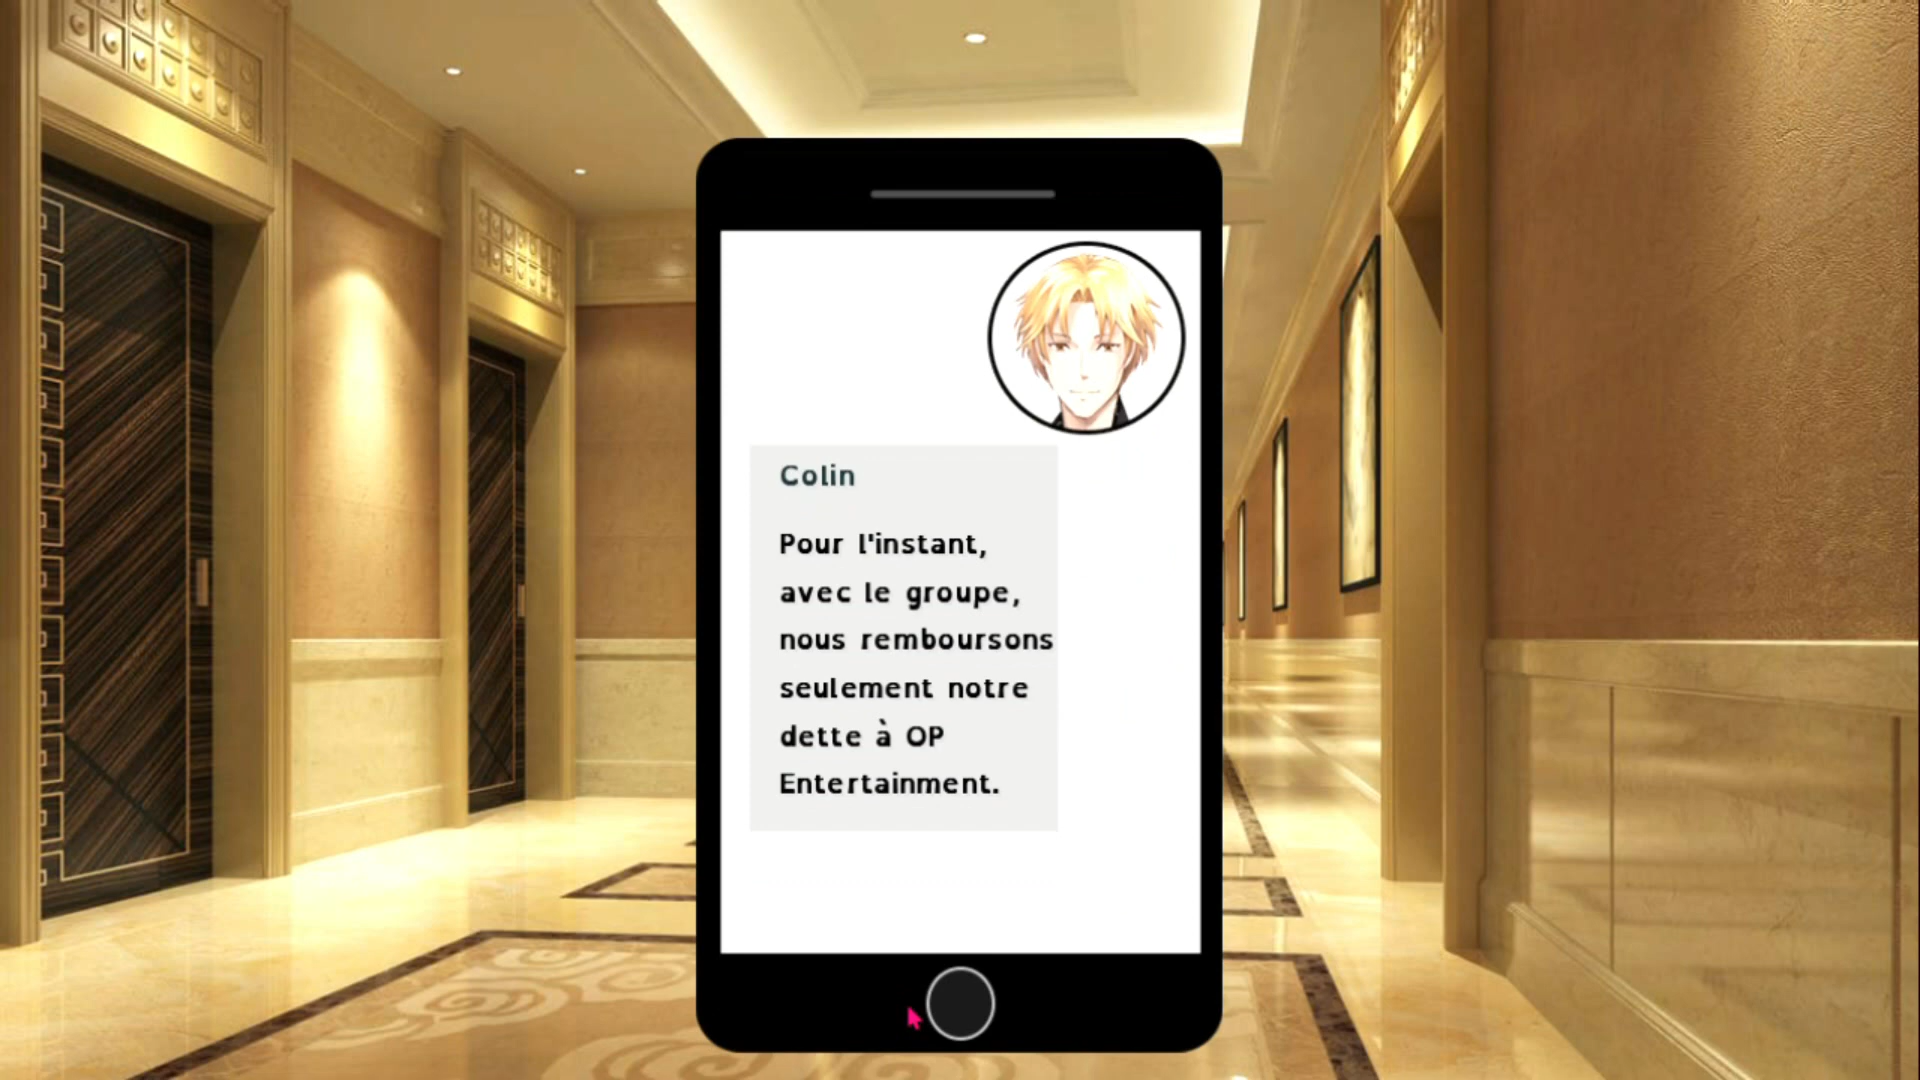 Colin
Pour l'instant,
avec le groupe,
nous remboursons
seulement notre
dette à OP
Entertainment.